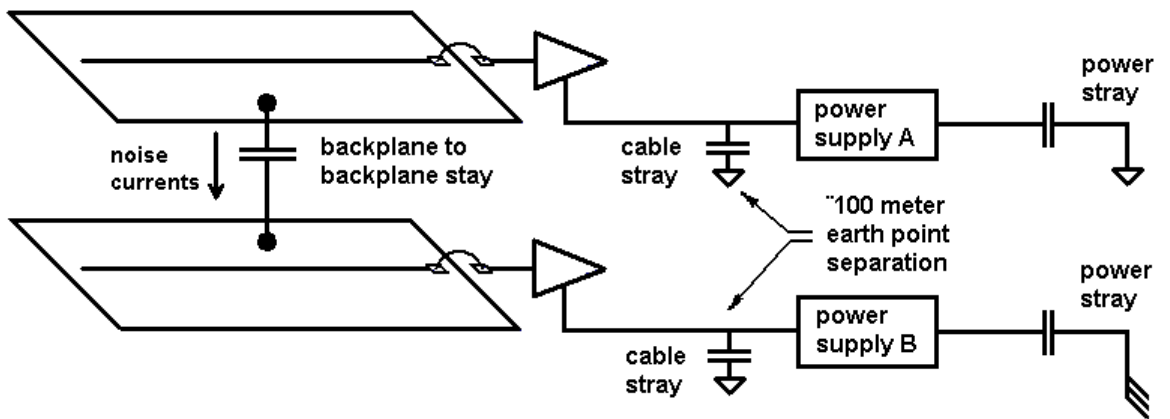 power
stray
power
supply A
cable
stray
noise
currents
backplane to
backplane stay
¨100 meter
earth point
separation
power
stray
power
supply B
cable
stray